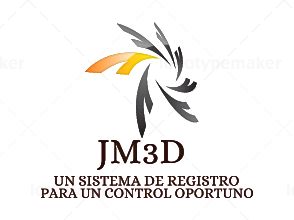 JM3D
UN SISTEMA DE REGISTRO
PARA UN CONTROL OPORTUNO